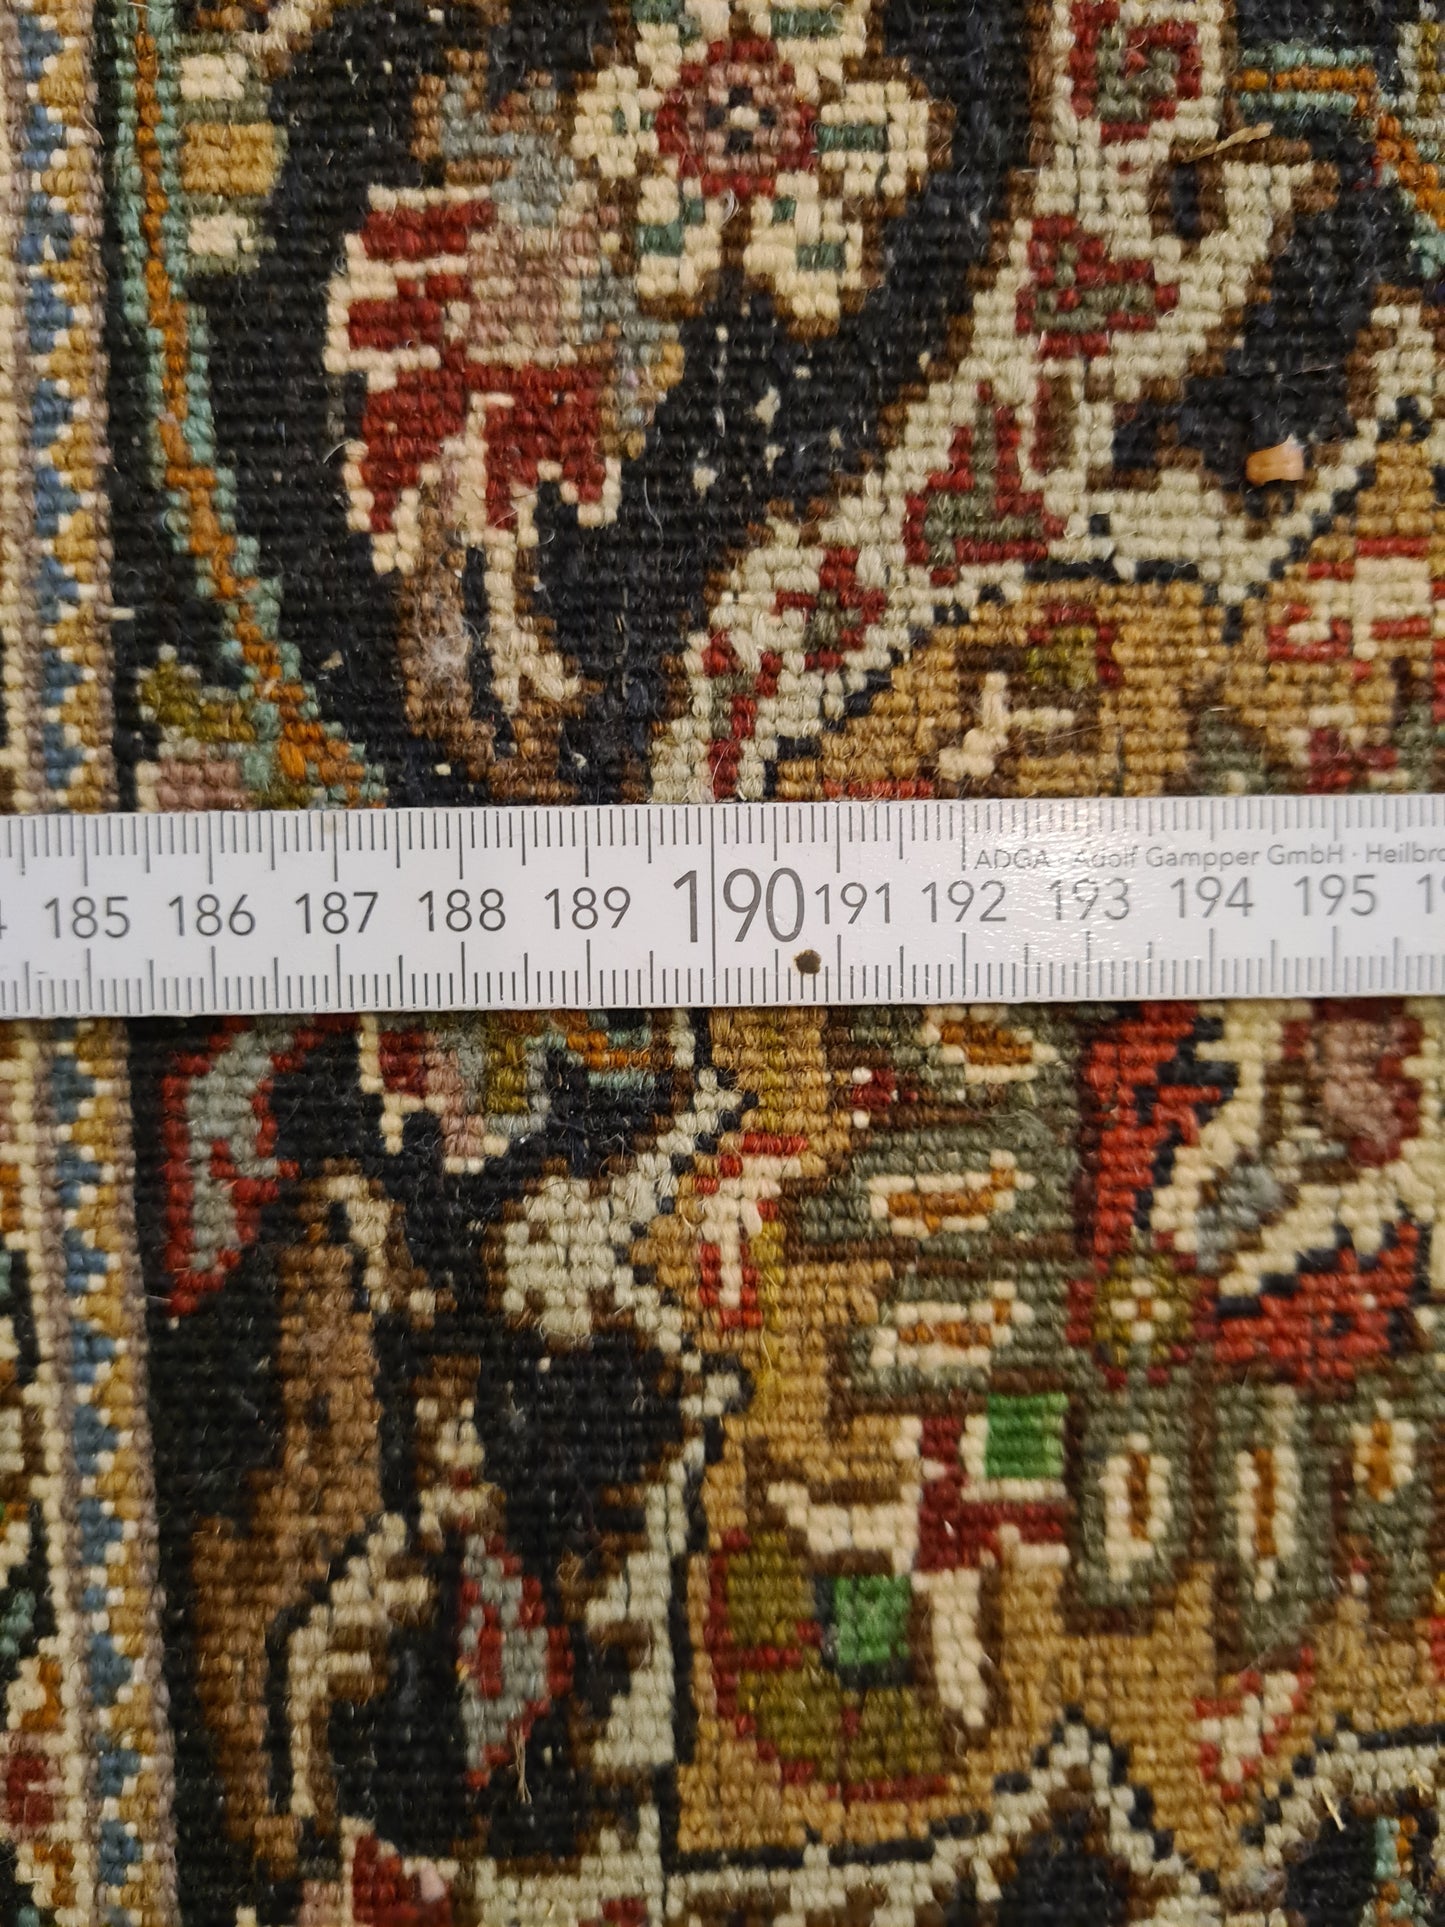 ADGA · Adolf Gampper GmbH · Heilbro
185 186 187 188 189 190 191 192 193 194 195